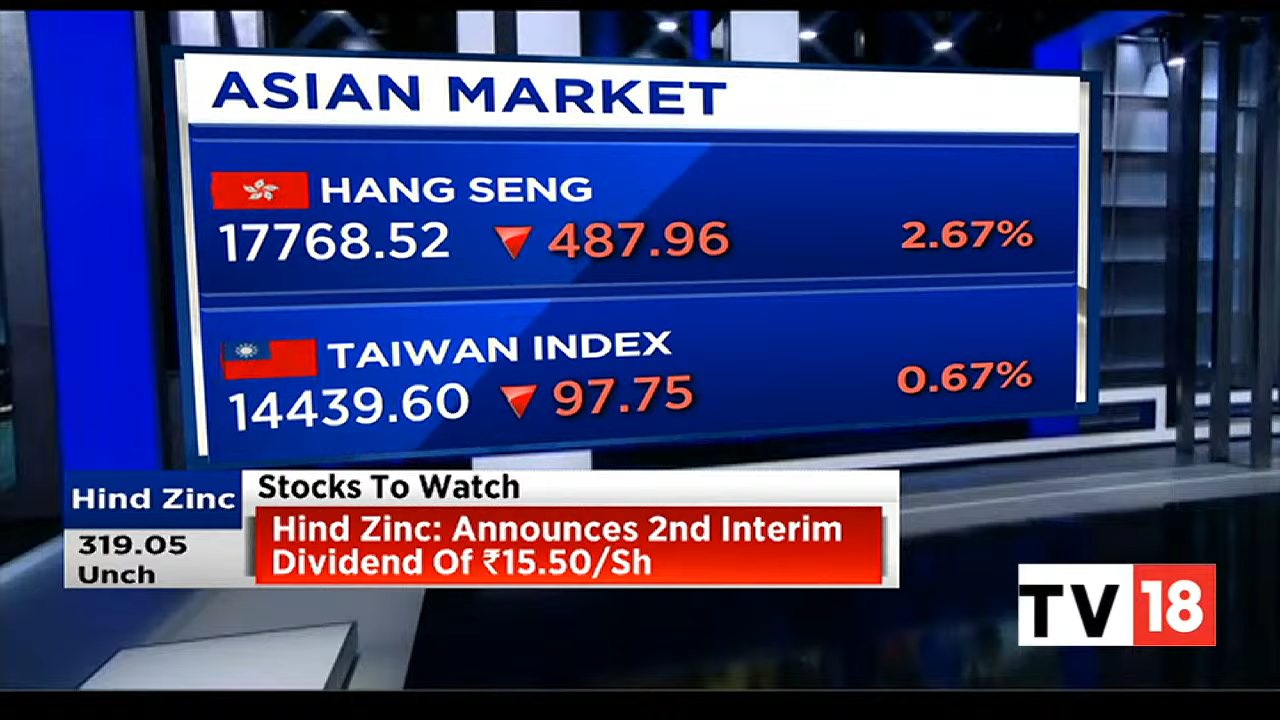 ASIAN MARKET
HANG SENG
17768.52 ▼ 487.96 2.67%
TAIWAN INDEX
14439.60 ▼ 97.75 0.67%
Hind Zinc
319.05
Unch
Stocks To Watch
Hind Zinc: Announces 2nd Interim
Dividend Of ₹15.50/Sh
TV18